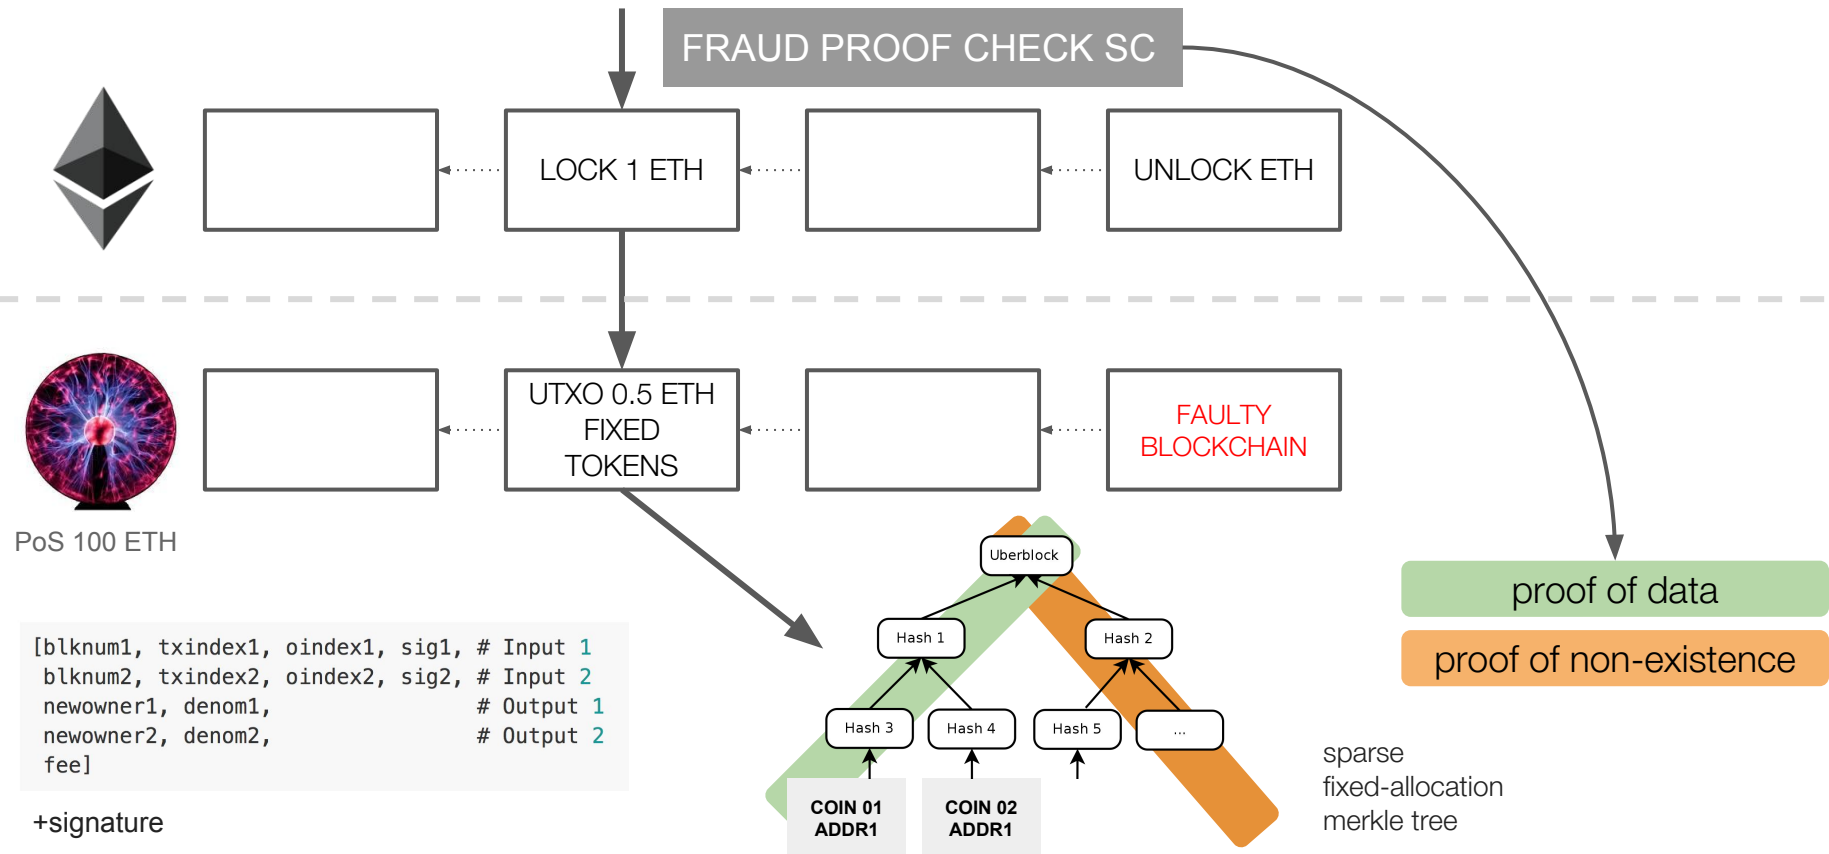 FRAUD PROOF CHECK SC
LOCK 1 ETH
UNLOCK ETH
UTXO 0.5 ETH
FIXED
TOKENS
FAULTY
BLOCKCHAIN
PoS 100 ETH
Uberblock
Hash 1
Hash 2
Hash 3
Hash 4
Hash 5
...
COIN 01
ADDR1
COIN 02
ADDR1
proof of data
proof of non-existence
[blknum1, txindex1, oindex1, sig1, # Input 1
blknum2, txindex2, oindex2, sig2, # Input 2
newowner1, denom1, # Output 1
newowner2, denom2, # Output 2
fee]
+signature
sparse
fixed-allocation
merkle tree